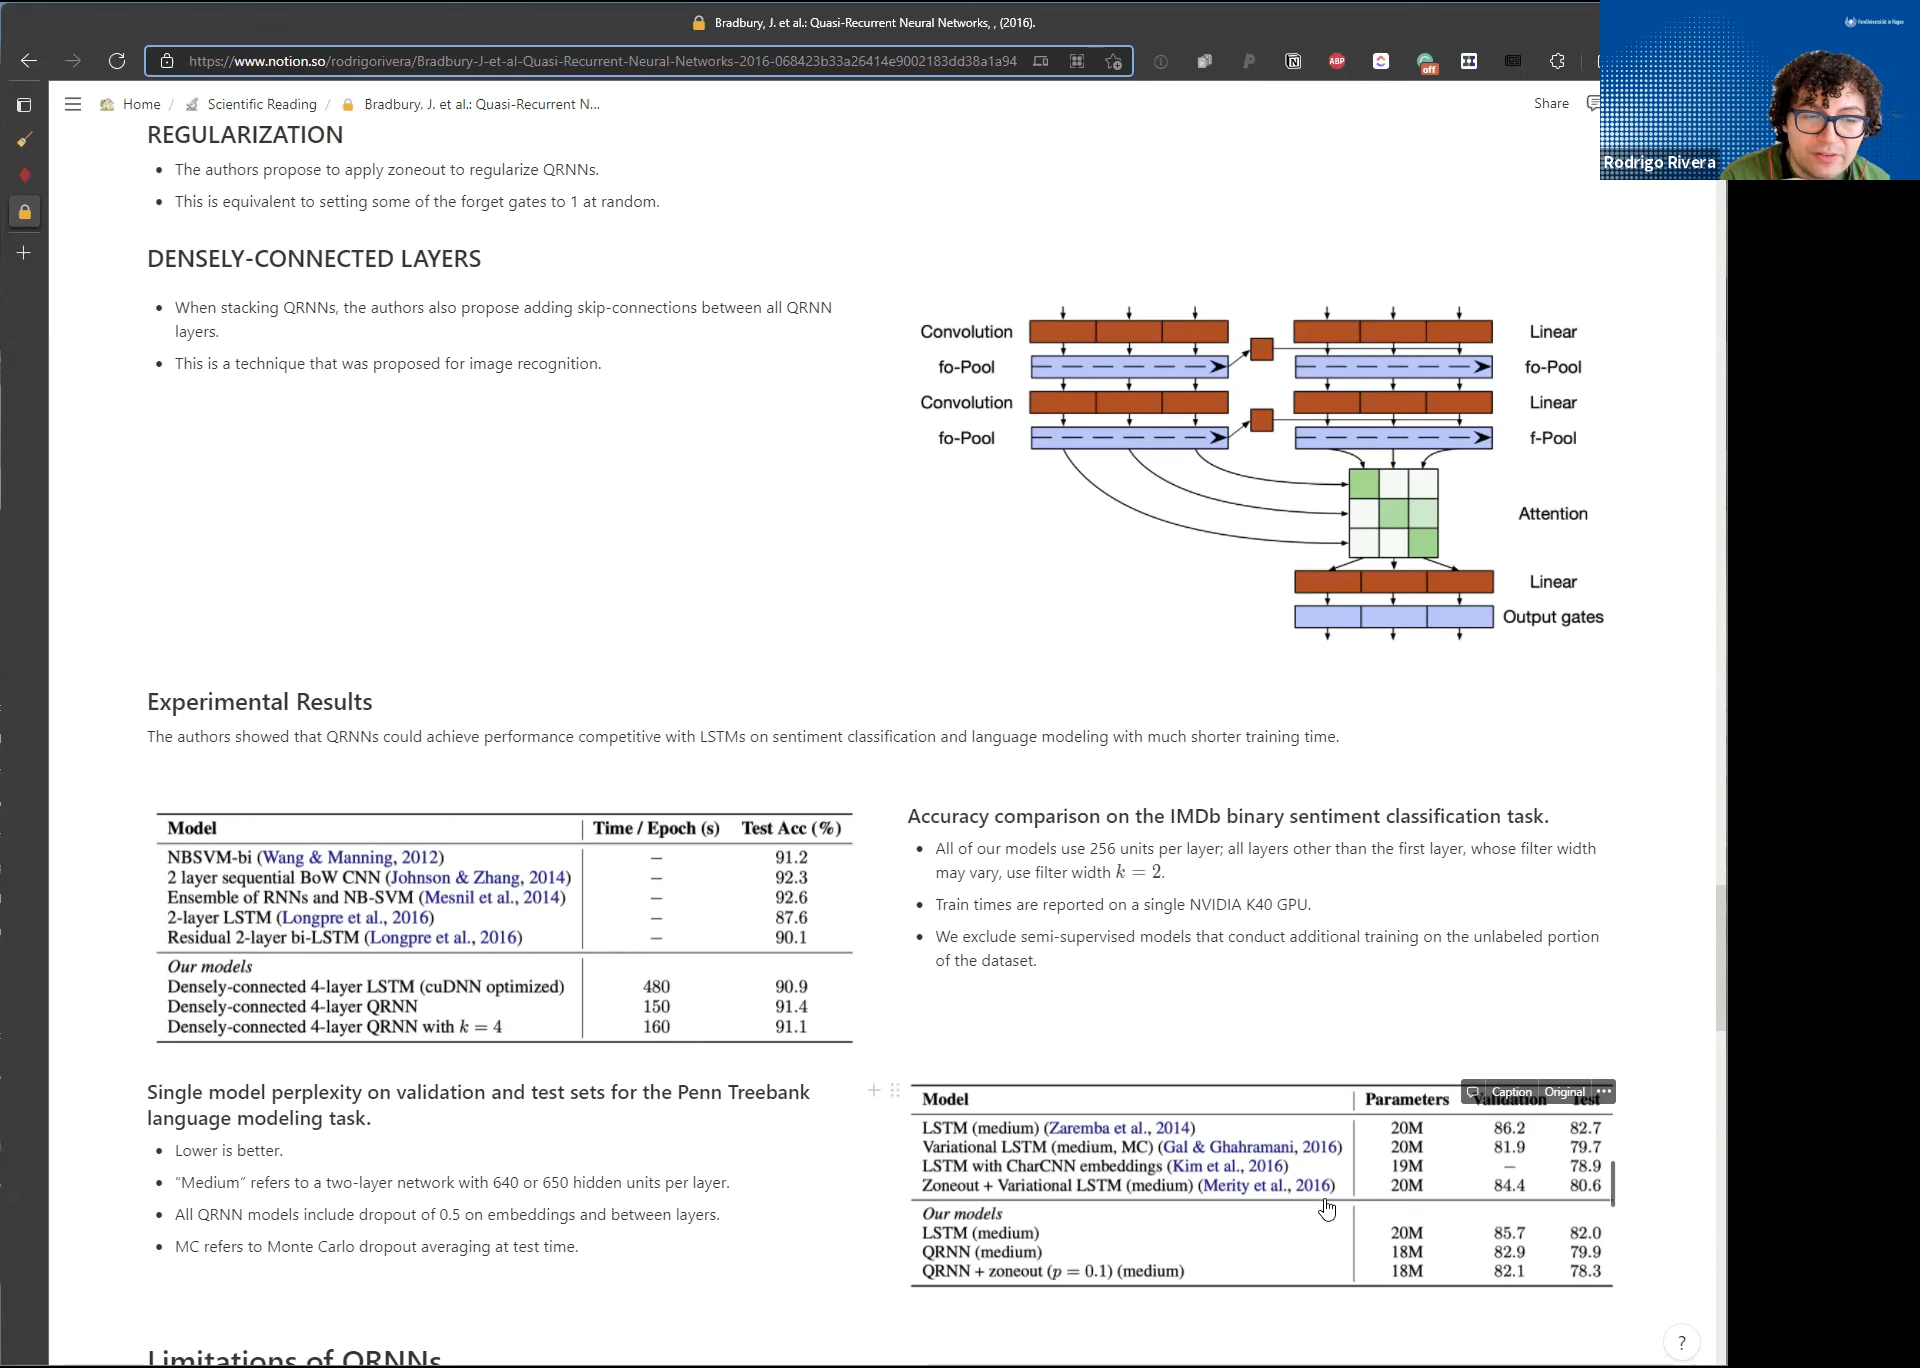 Bradbury, J. et al.: Quasi-Recurrent Neural Networks, , (2016).
https://www.notion.so/rodrigorivera/Bradbury-J-et-al-Quasi-Recurrent-Neural-Networks-2016-068423b33a26414e9002183dd38a1a94
ABP
off
Home / Scientific Reading / Bradbury, J. et al.: Quasi-Recurrent N...
Share
FernUniversität in Hagen
Rodrigo Rivera
REGULARIZATION
• The authors propose to apply zoneout to regularize QRNNs.
• This is equivalent to setting some of the forget gates to 1 at random.
DENSELY-CONNECTED LAYERS
• When stacking QRNNs, the authors also propose adding skip-connections between all QRNN
layers.
• This is a technique that was proposed for image recognition.
Convolution Linear
fo-Pool fo-Pool
Convolution Linear
fo-Pool f-Pool
Attention
Linear
Output gates
Experimental Results
The authors showed that QRNNs could achieve performance competitive with LSTMs on sentiment classification and language modeling with much shorter training time.
Model Time / Epoch (s) Test Acc (%)
NBSVM-bi (Wang & Manning, 2012) – 91.2
2 layer sequential BoW CNN (Johnson & Zhang, 2014) – 92.3
Ensemble of RNNs and NB-SVM (Mesnil et al., 2014) – 92.6
2-layer LSTM (Longpre et al., 2016) – 87.6
Residual 2-layer bi-LSTM (Longpre et al., 2016) – 90.1
Our models
Densely-connected 4-layer LSTM (cuDNN optimized) 480 90.9
Densely-connected 4-layer QRNN 150 91.4
Densely-connected 4-layer QRNN with k = 4 160 91.1
Accuracy comparison on the IMDb binary sentiment classification task.
• All of our models use 256 units per layer; all layers other than the first layer, whose filter width
may vary, use filter width k = 2.
• Train times are reported on a single NVIDIA K40 GPU.
• We exclude semi-supervised models that conduct additional training on the unlabeled portion
of the dataset.
Single model perplexity on validation and test sets for the Penn Treebank
language modeling task.
• Lower is better.
• “Medium” refers to a two-layer network with 640 or 650 hidden units per layer.
• All QRNN models include dropout of 0.5 on embeddings and between layers.
• MC refers to Monte Carlo dropout averaging at test time.
Caption Original •••
Model Parameters Validation Test
LSTM (medium) (Zaremba et al., 2014) 20M 86.2 82.7
Variational LSTM (medium, MC) (Gal & Ghahramani, 2016) 20M 81.9 79.7
LSTM with CharCNN embeddings (Kim et al., 2016) 19M – 78.9
Zoneout + Variational LSTM (medium) (Merity et al., 2016) 20M 84.4 80.6
Our models
LSTM (medium) 20M 85.7 82.0
QRNN (medium) 18M 82.9 79.9
QRNN + zoneout (p = 0.1) (medium) 18M 82.1 78.3
Limitations of QRNNs
?